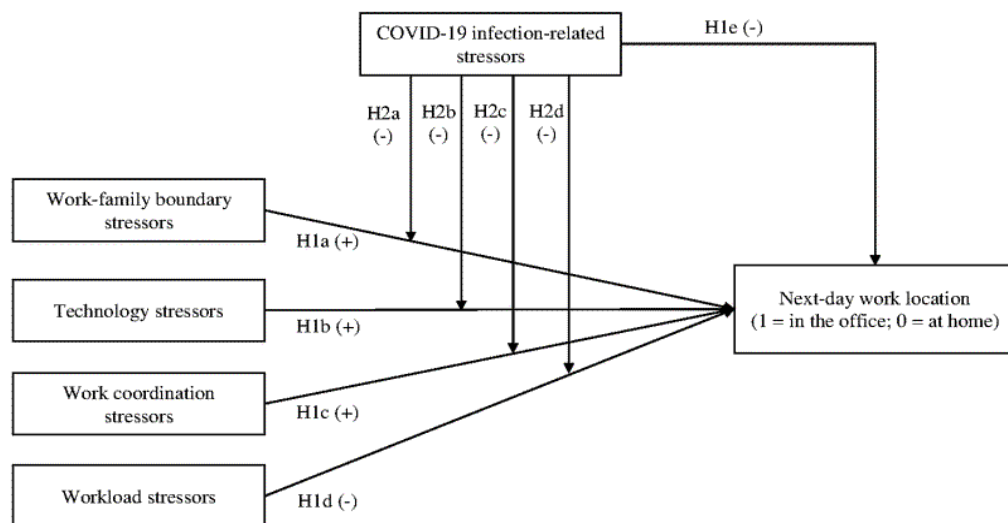 COVID-19 infection-related
stressors
H1e (-)
H2a
(-)
H2b
(-)
H2c
(-)
H2d
(-)
Work-family boundary
stressors
H1a (+)
Technology stressors
H1b (+)
Next-day work location
(1 = in the office; 0 = at home)
Work coordination
stressors
H1c (+)
Workload stressors
H1d (-)